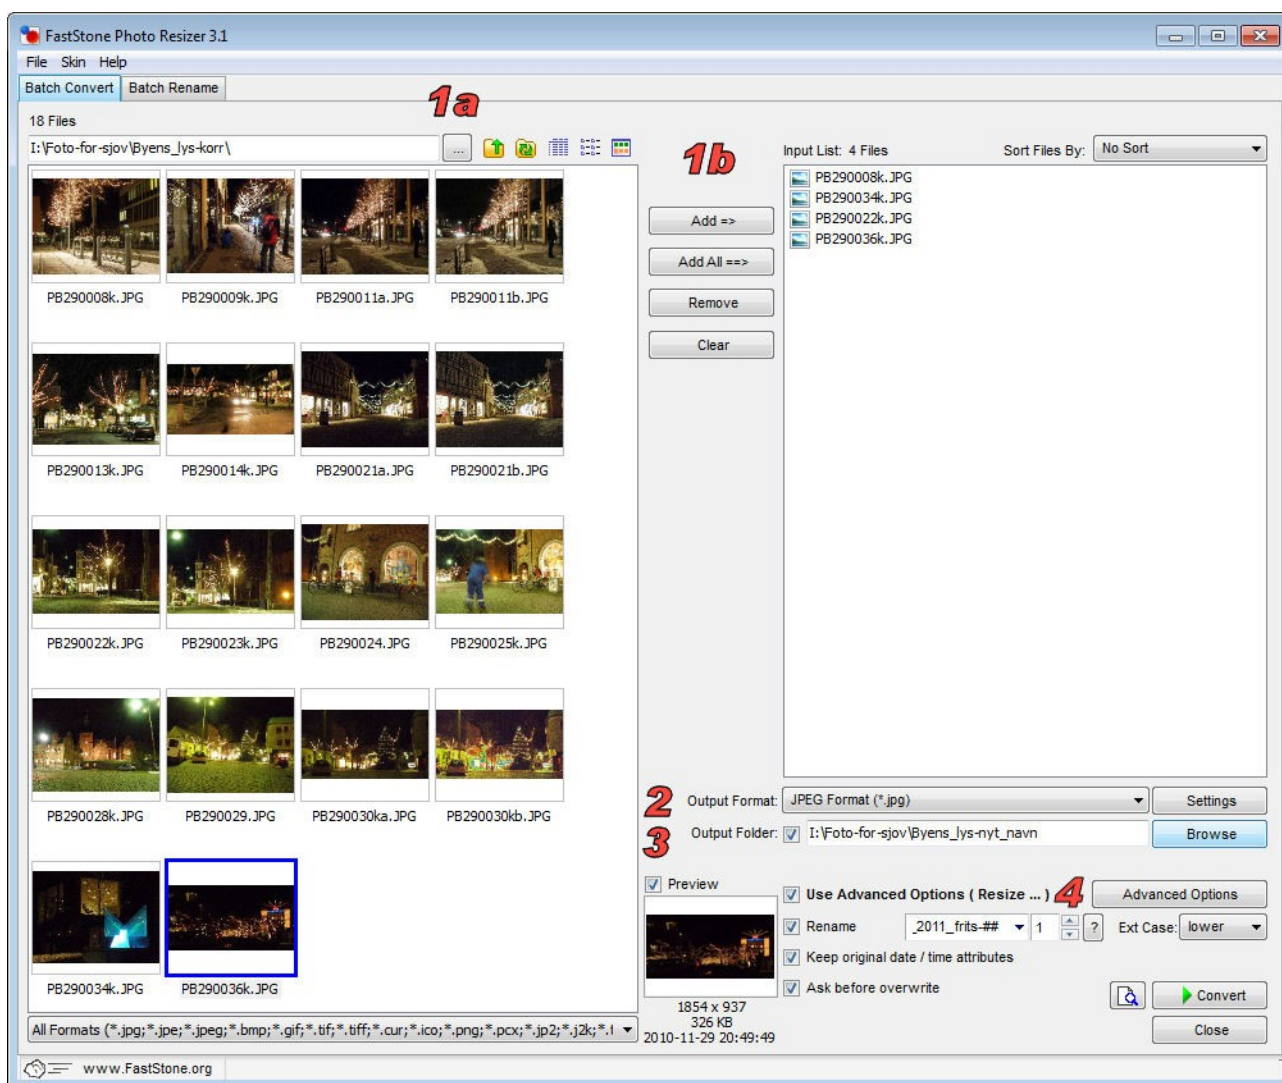 FastStone Photo Resizer 3.1
File Skin Help
Batch Convert Batch Rename
1a
18 Files
I:\Foto-for-sjov\Byens_lys-korr\ ...
1b
Input List: 4 Files Sort Files By: No Sort
PB290008k.JPG
PB290034k.JPG
PB290022k.JPG
PB290036k.JPG
Add =>
Add All ==>
Remove
Clear
PB290008k.JPG PB290009k.JPG PB290011a.JPG PB290011b.JPG
PB290013k.JPG PB290014k.JPG PB290021a.JPG PB290021b.JPG
PB290022k.JPG PB290023k.JPG PB290024.JPG PB290025k.JPG
PB290028k.JPG PB290029.JPG PB290030ka.JPG PB290030kb.JPG
PB290034k.JPG PB290036k.JPG
All Formats (*.jpg;*.jpe;*.jpeg;*.bmp;*.gif;*.tif;*.tiff;*.cur;*.ico;*.png;*.pcx;*.jp2;*.j2k;*.t
2 Output Format: JPEG Format (*.jpg) Settings
3 Output Folder: I:\Foto-for-sjov\Byens_lys-nyt_navn Browse
Preview
1854 x 937
326 KB
2010-11-29 20:49:49
Use Advanced Options ( Resize ... ) 4 Advanced Options
Rename _2011_frits-## 1 ? Ext Case: lower
Keep original date / time attributes
Ask before overwrite
Convert
Close
www.FastStone.org